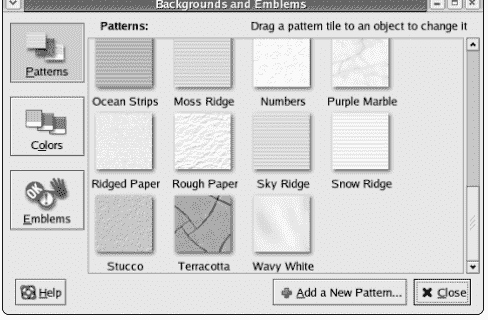 Backgrounds and Emblems
Patterns: Drag a pattern tile to an object to change it
Patterns
Colors
Emblems
Ocean Strips Moss Ridge Numbers Purple Marble
Ridged Paper Rough Paper Sky Ridge Snow Ridge
Stucco Terracotta Wavy White
Help Add a New Pattern... Close